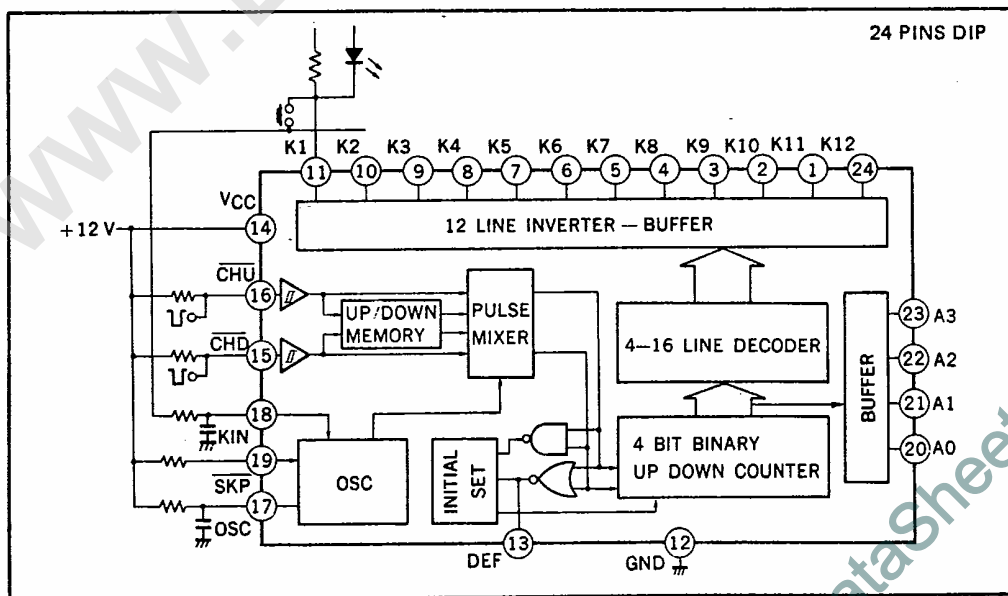 www.
24 PINS DIP
K1 K2 K3 K4 K5 K6 K7 K8 K9 K10 K11 K12
11 10 9 8 7 6 5 4 3 2 1 24
VCC
+12 V
14
12 LINE INVERTER — BUFFER
CHU
16
UP/DOWN
MEMORY
PULSE
MIXER
CHD
15
4–16 LINE DECODER
BUFFER
23 A3
22 A2
21 A1
20 A0
18
KIN
19
SKP
17
OSC
OSC
INITIAL
SET
4 BIT BINARY
UP DOWN COUNTER
13
DEF
12
GND
ataSheet